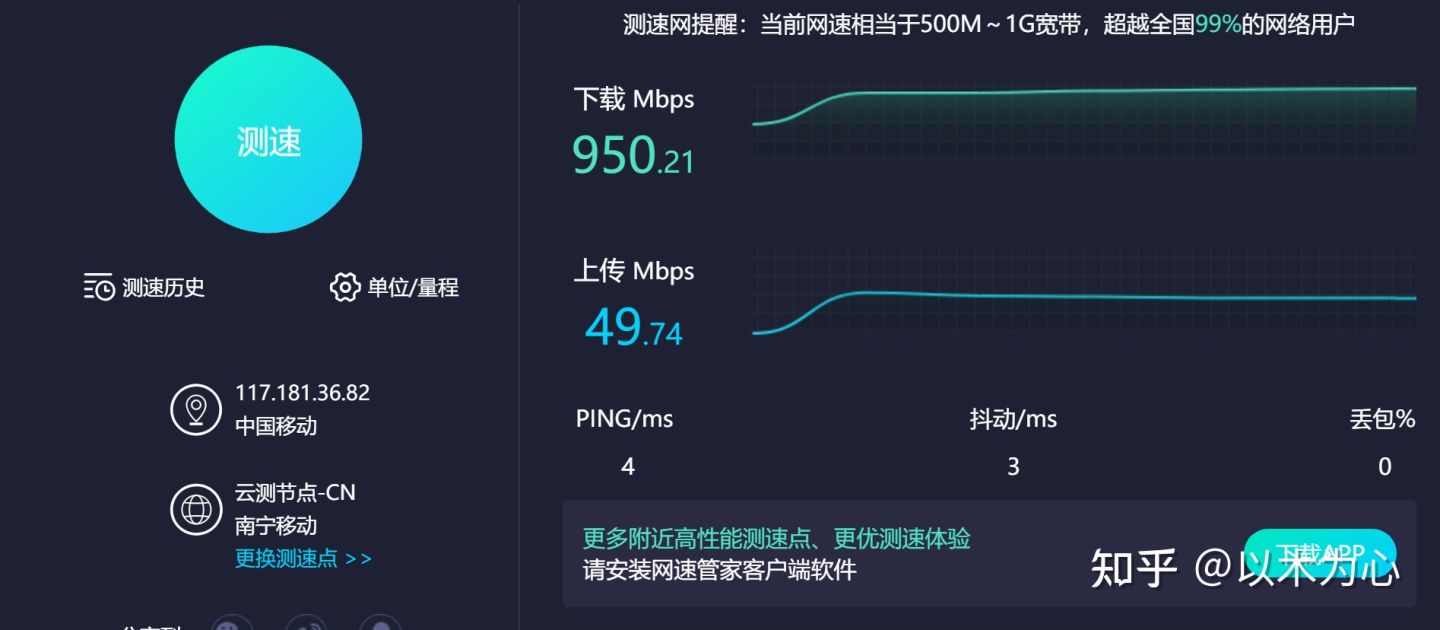 测速
测速历史
单位/量程
117.181.36.82
中国移动
云测节点-CN
南宁移动
更换测速点 >>
测速网提醒：当前网速相当于500M～1G宽带，超越全国99%的网络用户
下载 Mbps
950.21
上传 Mbps
49.74
PING/ms 抖动/ms 丢包%
4 3 0
更多附近高性能测速点、更优测速体验
请安装网速管家客户端软件
下载APP
知乎 @以木为心